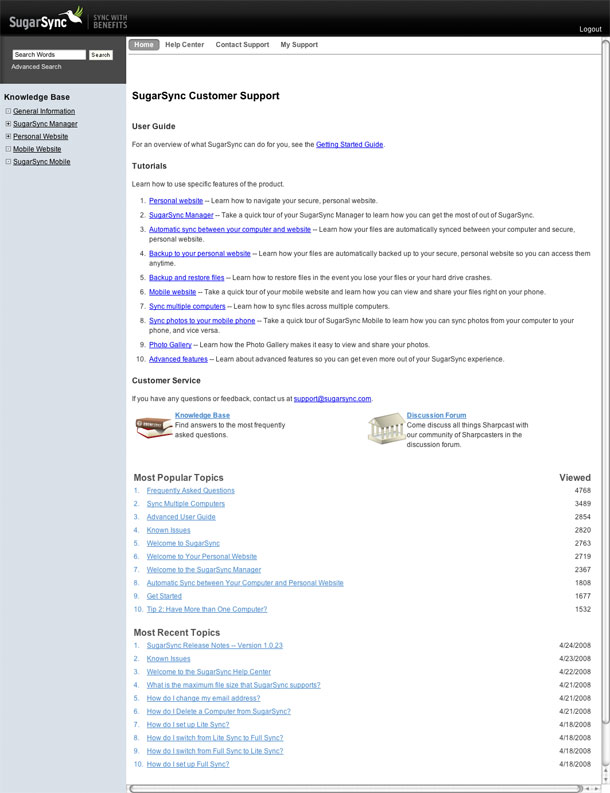 SugarSync SYNC WITH
BENEFITS
Logout
Search Words Search
Advanced Search
Home Help Center Contact Support My Support
Knowledge Base
General Information
SugarSync Manager
Personal Website
Mobile Website
SugarSync Mobile
SugarSync Customer Support
User Guide
For an overview of what SugarSync can do for you, see the Getting Started Guide.
Tutorials
Learn how to use specific features of the product.
1. Personal website -- Learn how to navigate your secure, personal website.
2. SugarSync Manager -- Take a quick tour of your SugarSync Manager to learn how you can get the most of out of SugarSync.
3. Automatic sync between your computer and website -- Learn how your files are automatically synced between your computer and secure,
personal website.
4. Backup to your personal website -- Learn how your files are automatically backed up to your secure, personal website so you can access them
anytime.
5. Backup and restore files -- Learn how to restore files in the event you lose your files or your hard drive crashes.
6. Mobile website -- Take a quick tour of your mobile website and learn how you can view and share your files right on your phone.
7. Sync multiple computers -- Learn how to sync files across multiple computers.
8. Sync photos to your mobile phone -- Take a quick tour of SugarSync Mobile to learn how you can sync photos from your computer to your
phone, and vice versa.
9. Photo Gallery -- Learn how the Photo Gallery makes it easy to view and share your photos.
10. Advanced features -- Learn about advanced features so you can get even more out of your SugarSync experience.
Customer Service
If you have any questions or feedback, contact us at support@sugarsync.com.
Knowledge Base
Find answers to the most frequently
asked questions.
Discussion Forum
Come discuss all things Sharpcast with
our community of Sharpcasters in the
discussion forum.
Most Popular Topics Viewed
1. Frequently Asked Questions 4768
2. Sync Multiple Computers 3489
3. Advanced User Guide 2854
4. Known Issues 2820
5. Welcome to SugarSync 2763
6. Welcome to Your Personal Website 2719
7. Welcome to the SugarSync Manager 2367
8. Automatic Sync between Your Computer and Personal Website 1808
9. Get Started 1677
10. Tip 2: Have More than One Computer? 1532
Most Recent Topics
1. SugarSync Release Notes -- Version 1.0.23 4/24/2008
2. Known Issues 4/23/2008
3. Welcome to the SugarSync Help Center 4/22/2008
4. What is the maximum file size that SugarSync supports? 4/21/2008
5. How do I change my email address? 4/21/2008
6. How do I Delete a Computer from SugarSync? 4/21/2008
7. How do I set up Lite Sync? 4/18/2008
8. How do I switch from Lite Sync to Full Sync? 4/18/2008
9. How do I switch from Full Sync to Lite Sync? 4/18/2008
10. How do I set up Full Sync? 4/18/2008